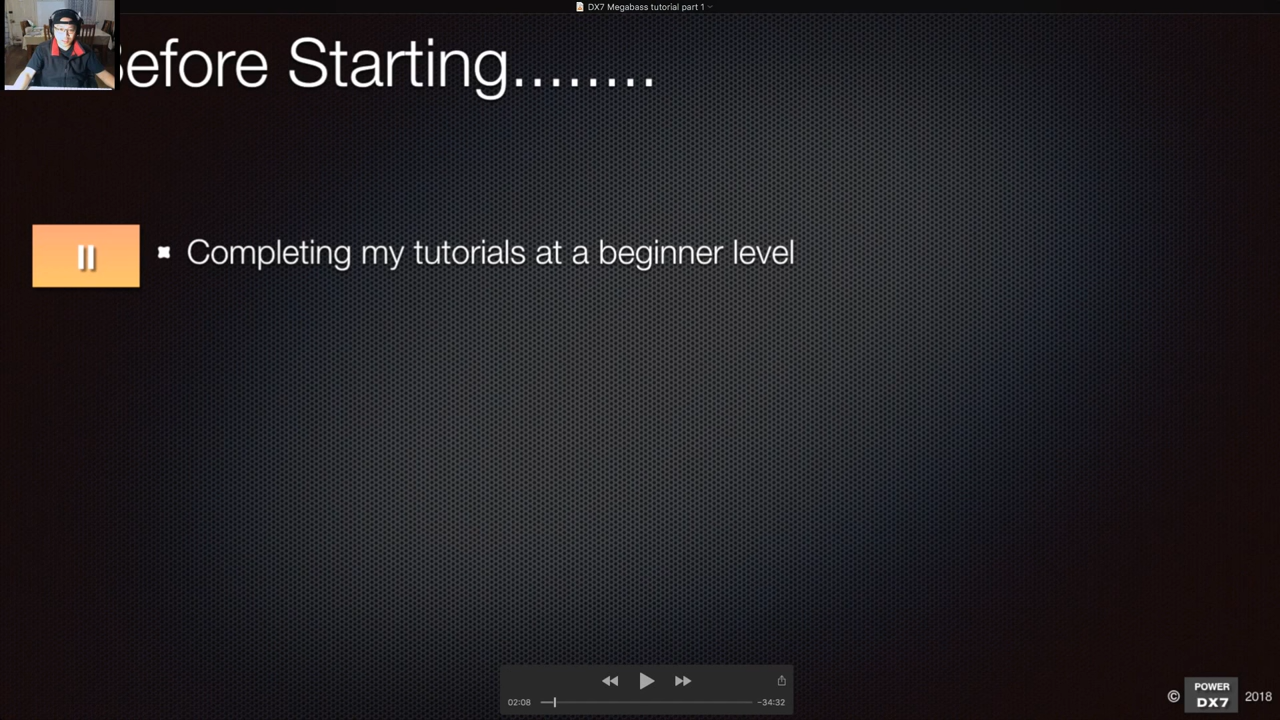 DX7 Megabass tutorial part 1
efore Starting........
Completing my tutorials at a beginner level
02:08
-34:32
© POWER DX7 2018